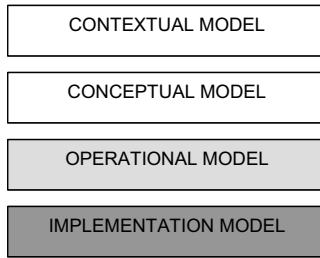 CONTEXTUAL MODEL
CONCEPTUAL MODEL
OPERATIONAL MODEL
IMPLEMENTATION MODEL